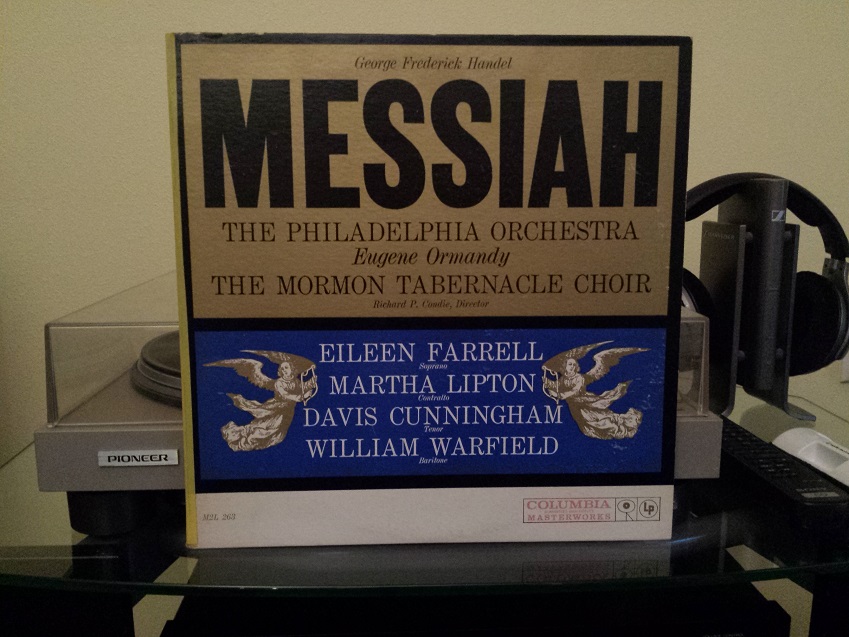 George Frederick Handel
MESSIAH
THE PHILADELPHIA ORCHESTRA
Eugene Ormandy
THE MORMON TABERNACLE CHOIR
Richard P. Condie, Director
EILEEN FARRELL
Soprano
MARTHA LIPTON
Contralto
DAVIS CUNNINGHAM
Tenor
WILLIAM WARFIELD
Baritone
PIONEER
M2L 263
COLUMBIA
MASTERWORKS
Lp